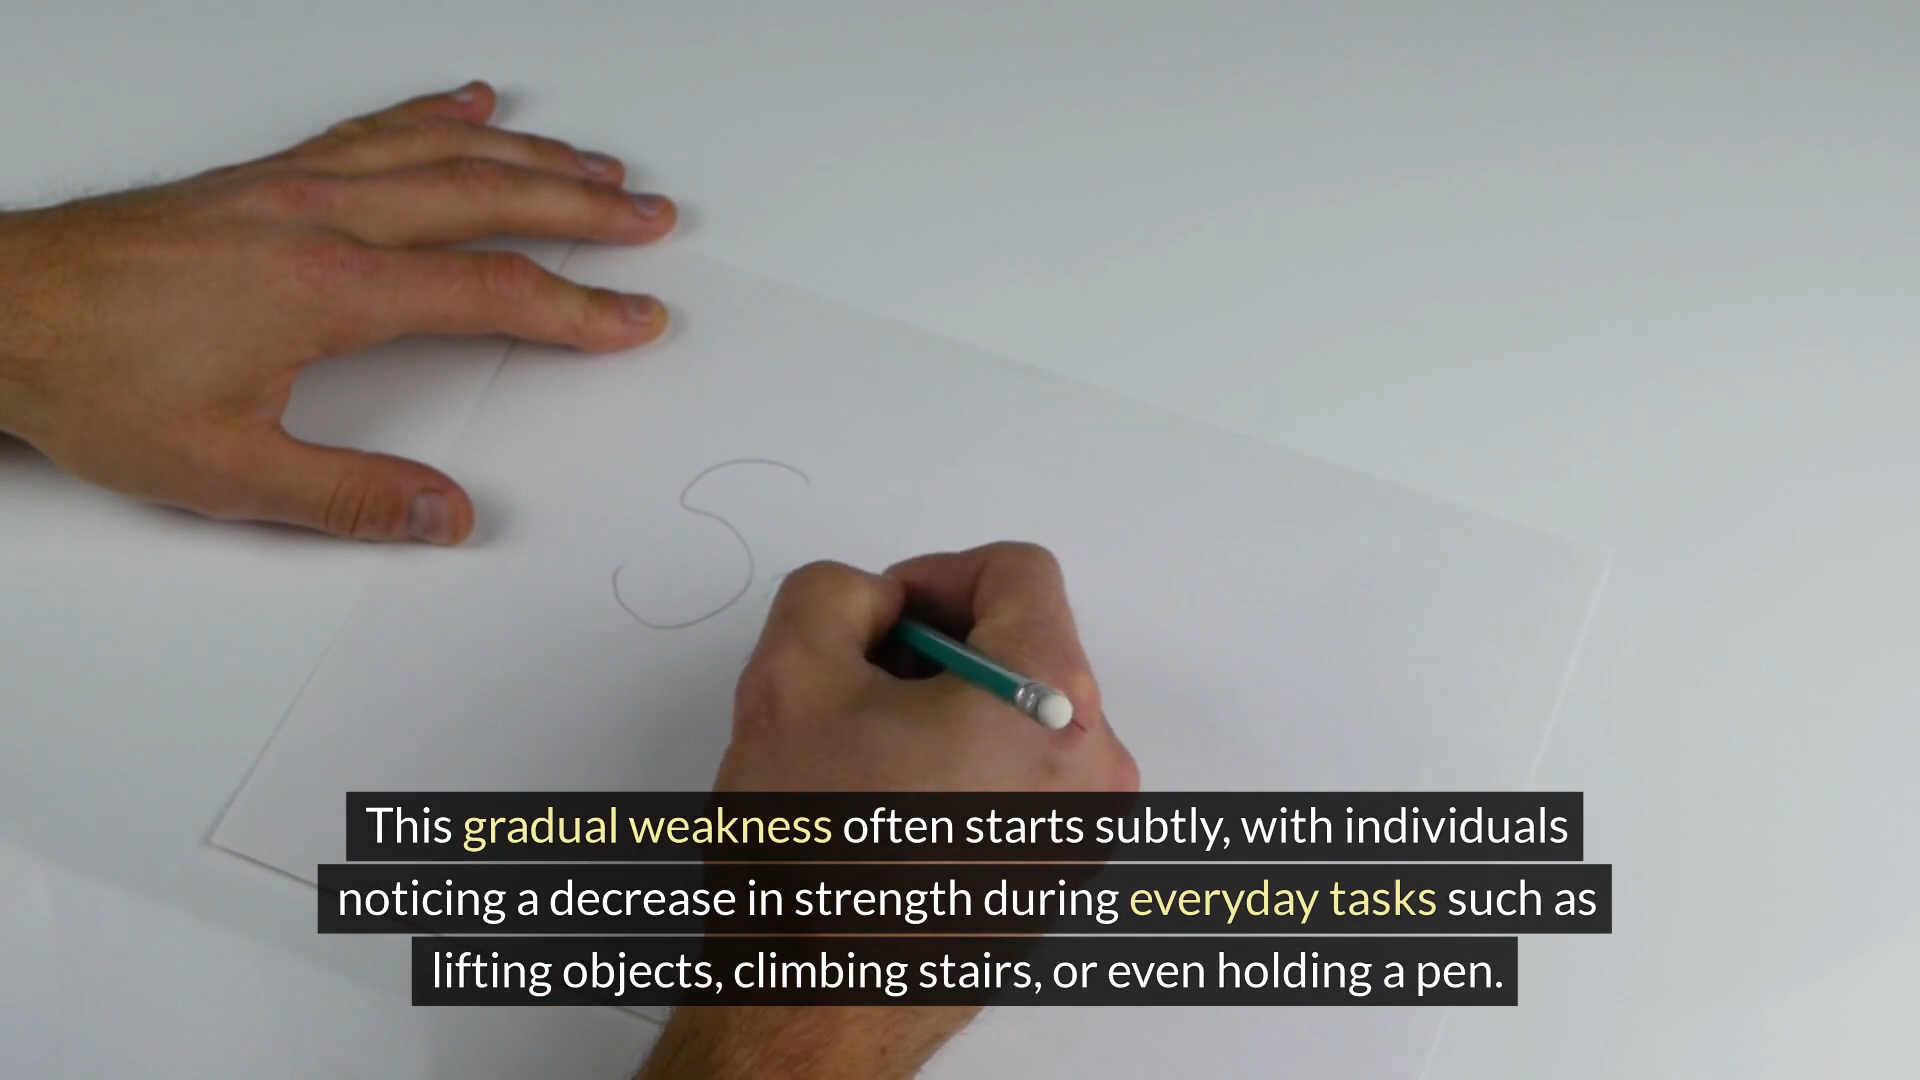 S
This gradual weakness often starts subtly, with individuals
noticing a decrease in strength during everyday tasks such as
lifting objects, climbing stairs, or even holding a pen.